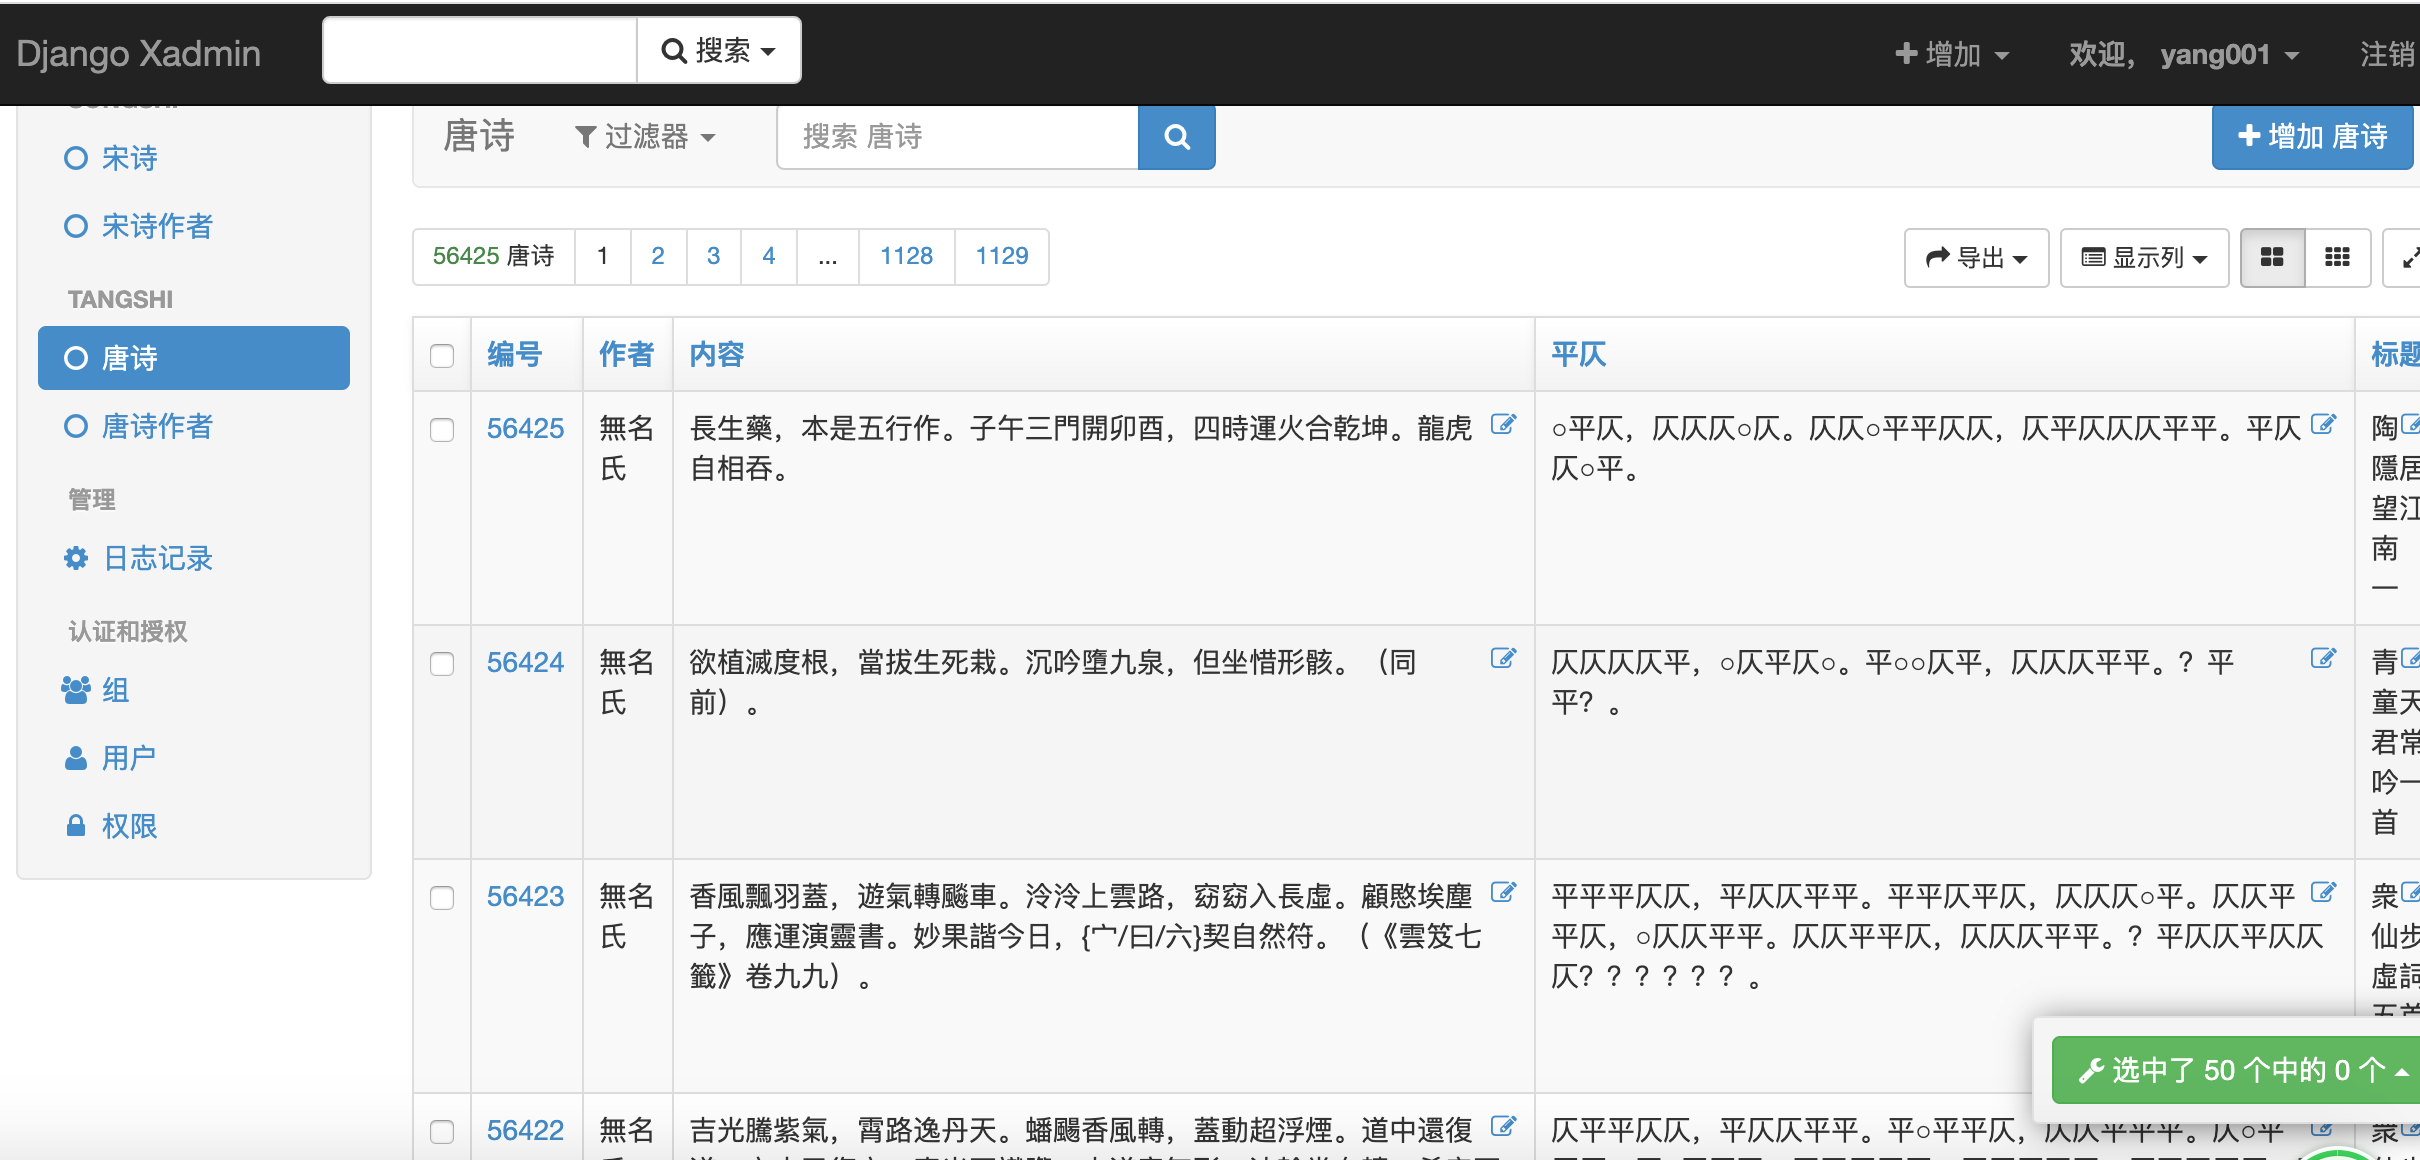 Django Xadmin 搜索 增加 欢迎， yang001 注销
唐诗 过滤器 搜索 唐诗 增加 唐诗
宋诗
宋诗作者
TANGSHI
唐诗
唐诗作者
管理
日志记录
认证和授权
组
用户
权限
56425 唐诗 1 2 3 4 ... 1128 1129 导出 显示列
编号 作者 内容 平仄 标题
56425 無名 長生藥，本是五行作。子午三門開卯酉，四時運火合乾坤。龍虎 ○平仄，仄仄仄○仄。仄仄○平平仄仄，仄平仄仄仄平平。平仄 陶
氏 自相吞。 仄○平。 隱居
望江
南
一
56424 無名 欲植滅度根，當拔生死栽。沉吟墮九泉，但坐惜形骸。（同 仄仄仄仄平，○仄平仄○。平○○仄平，仄仄仄平平。？平 青
氏 前）。 平？。 童天
君常
吟一
首
56423 無名 香風飄羽蓋，遊氣轉飈車。泠泠上雲路，窈窈入長虛。顧愍埃塵 平平平仄仄，平仄仄平平。平平仄平仄，仄仄仄○平。仄仄平 衆
氏 子，應運演靈書。妙果諧今日，{宀/曰/六}契自然符。（《雲笈七 平仄，○仄仄平平。仄仄平平仄，仄仄仄平平。？平仄仄平仄仄 仙步
籤》卷九九）。 仄？？？？？？。 虛詞
选中了 50 个中的 0 个
56422 無名 吉光騰紫氣，霄路逸丹天。蟠颺香風轉，蓋動超浮煙。道中還復 仄平平仄仄，平仄仄平平。平○平平仄，仄仄平平平。仄○平 衆